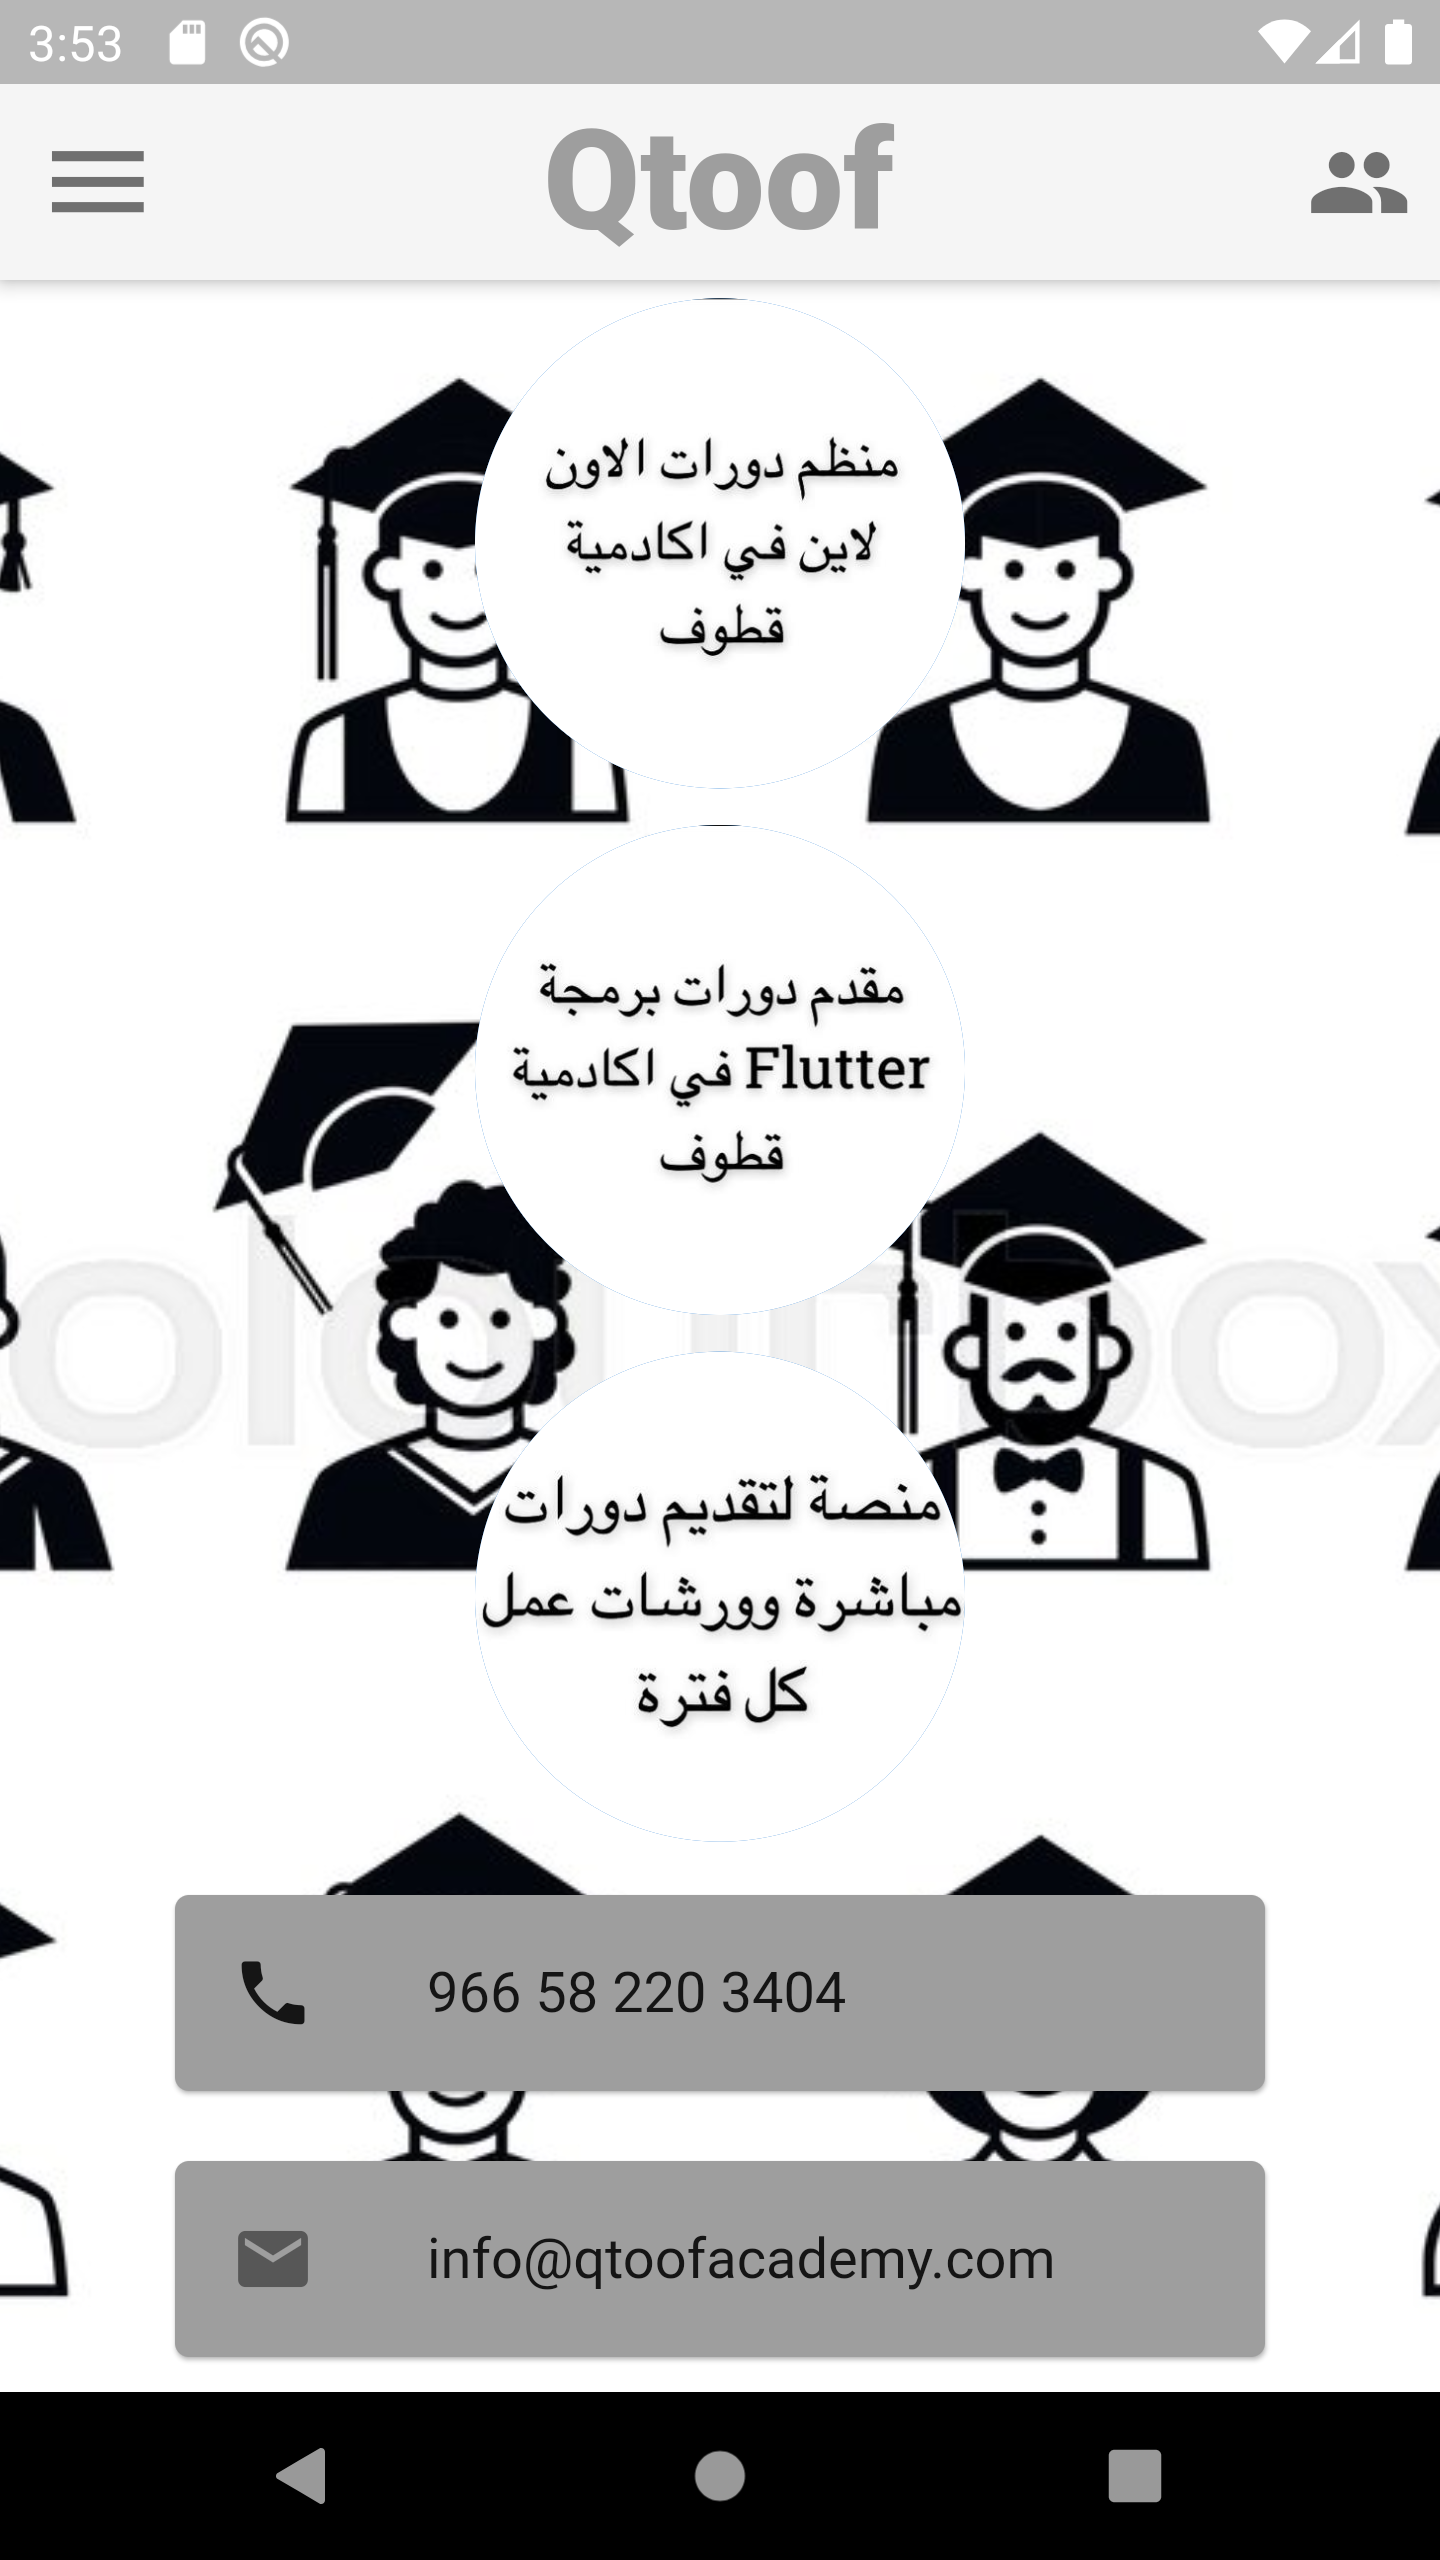 3:53
Qtoof
منظم دورات الاون
لاين في اكادمية
قطوف
مقدم دورات برمجة
Flutter في اكادمية
قطوف
منصة لتقديم دورات
مباشرة وورشات عمل
كل فترة
966 58 220 3404
info@qtoofacademy.com